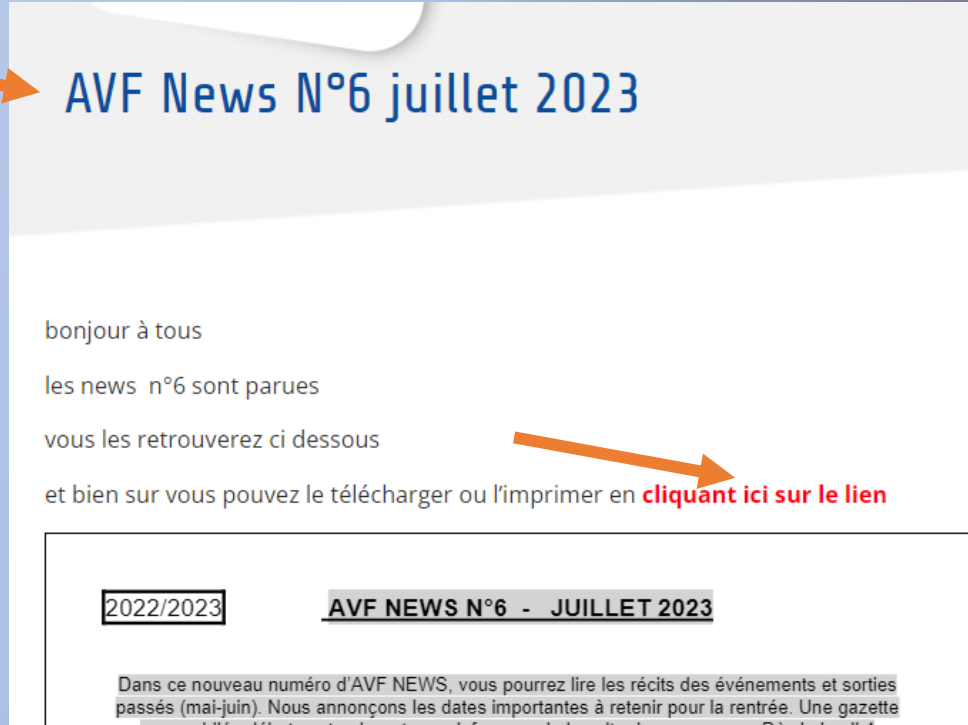 AVF News N°6 juillet 2023
bonjour à tous
les news n°6 sont parues
vous les retrouverez ci dessous
et bien sur vous pouvez le télécharger ou l'imprimer en cliquant ici sur le lien
2022/2023 AVF NEWS N°6 - JUILLET 2023
Dans ce nouveau numéro d'AVF NEWS, vous pourrez lire les récits des événements et sorties
passés (mai-juin). Nous annonçons les dates importantes à retenir pour la rentrée. Une gazette